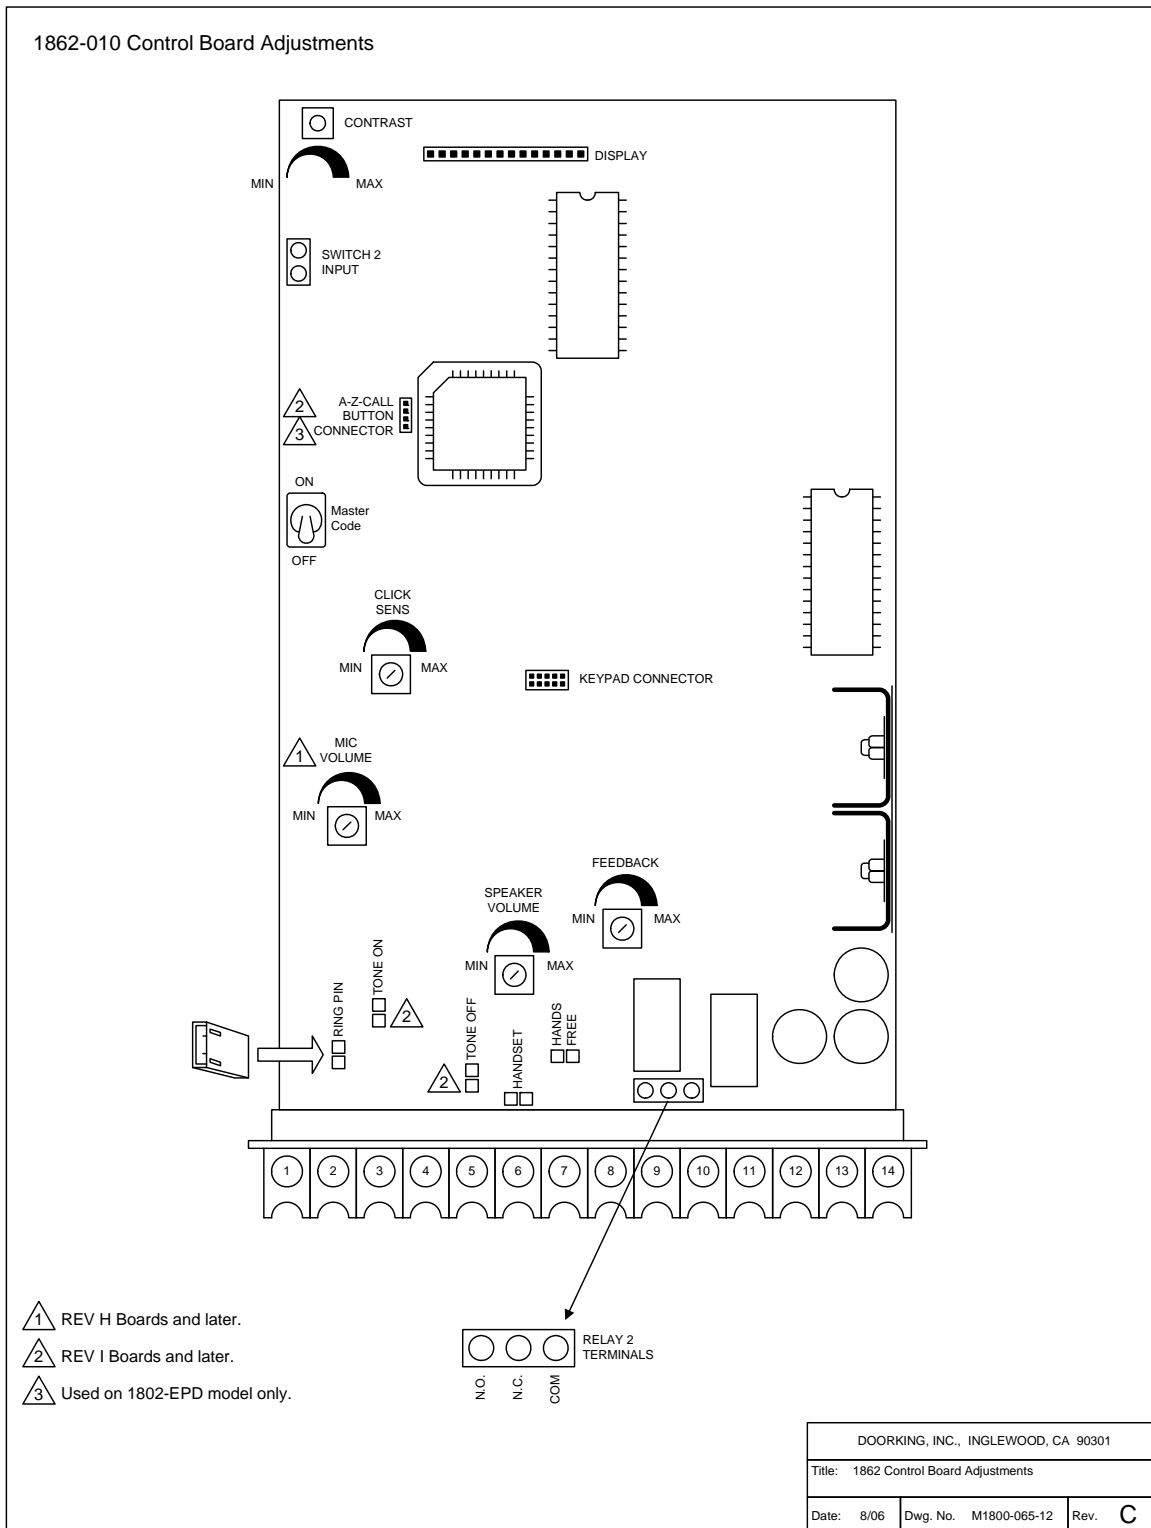 1862-010 Control Board Adjustments
CONTRAST
DISPLAY
MIN
MAX
SWITCH 2
INPUT
2
3
A-Z-CALL
BUTTON
CONNECTOR
ON
Master
Code
OFF
CLICK
SENS
MIN
MAX
KEYPAD CONNECTOR
1
MIC
VOLUME
MIN
MAX
FEEDBACK
MIN
MAX
SPEAKER
VOLUME
MIN
MAX
RING PIN
TONE ON
2
TONE OFF
2
HANDSET
HANDS
FREE
1 2 3 4 5 6 7 8 9 10 11 12 13 14
1 REV H Boards and later.
2 REV I Boards and later.
3 Used on 1802-EPD model only.
RELAY 2
TERMINALS
N.O.
N.C.
COM
DOORKING, INC., INGLEWOOD, CA 90301
Title: 1862 Control Board Adjustments
Date: 8/06 Dwg. No. M1800-065-12 Rev. C